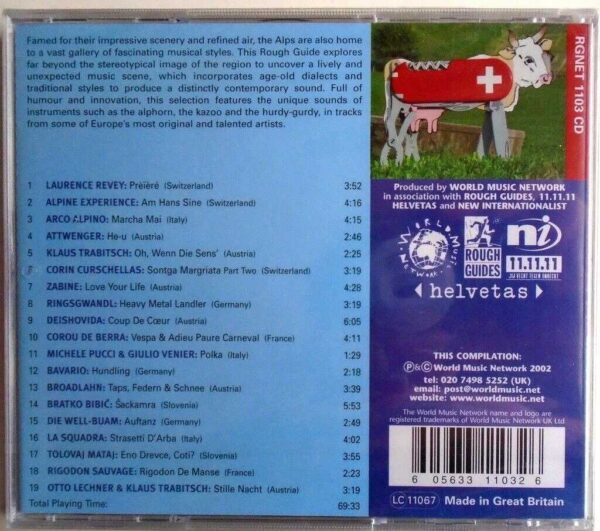 Famed for their impressive scenery and refined air, the Alps are also home
to a vast gallery of fascinating musical styles. This Rough Guide explores
far beyond the stereotypical image of the region to uncover a lively and
unexpected music scene, which incorporates age-old dialects and
traditional styles to produce a distinctly contemporary sound. Full of
humour and innovation, this selection features the unique sounds of
instruments such as the alphorn, the kazoo and the hurdy-gurdy, in tracks
from some of Europe's most original and talented artists.
1 LAURENCE REVEY: Prèïèré (Switzerland) 3:52
2 ALPINE EXPERIENCE: Am Hans Sine (Switzerland) 4:16
3 ARCO ALPINO: Marcha Mai (Italy) 4:15
4 ATTWENGER: He-u (Austria) 2:46
5 KLAUS TRABITSCH: Oh, Wenn Die Sens' (Austria) 2:25
6 CORIN CURSCHELLAS: Sontga Margriata Part Two (Switzerland) 3:19
7 ZABINE: Love Your Life (Austria) 4:28
8 RINGSGWANDL: Heavy Metal Landler (Germany) 3:19
9 DEISHOVIDA: Coup De Cœur (Austria) 6:05
10 COROU DE BERRA: Vespa & Adieu Paure Carneval (France) 4:11
11 MICHELE PUCCI & GIULIO VENIER: Polka (Italy) 1:29
12 BAVARIO: Hundling (Germany) 2:18
13 BROADLAHN: Taps, Federn & Schnee (Austria) 3:39
14 BRATKO BIBIČ: Šackamra (Slovenia) 5:53
15 DIE WELL-BUAM: Auftanz (Germany) 2:49
16 LA SQUADRA: Strasetti D'Arba (Italy) 4:02
17 TOLOVAJ MATAJ: Eno Drevce, Coti? (Slovenia) 3:55
18 RIGODON SAUVAGE: Rigodon De Manse (France) 2:23
19 OTTO LECHNER & KLAUS TRABITSCH: Stille Nacht (Austria) 3:19
Total Playing Time: 69:33
RGNET 1103 CD
Produced by WORLD MUSIC NETWORK
in association with ROUGH GUIDES, 11.11.11
HELVETAS and NEW INTERNATIONALIST
WORLD MUSIC NETWORK
ROUGH
GUIDES
ni
11.11.11
helvetas
THIS COMPILATION:
℗&© World Music Network 2002
tel: 020 7498 5252 (UK)
email: post@worldmusic.net
website: www.worldmusic.net
The World Music Network name and logo are
registered trademarks of World Music Network UK Ltd
6 05633 11032 6
LC 11067 Made in Great Britain